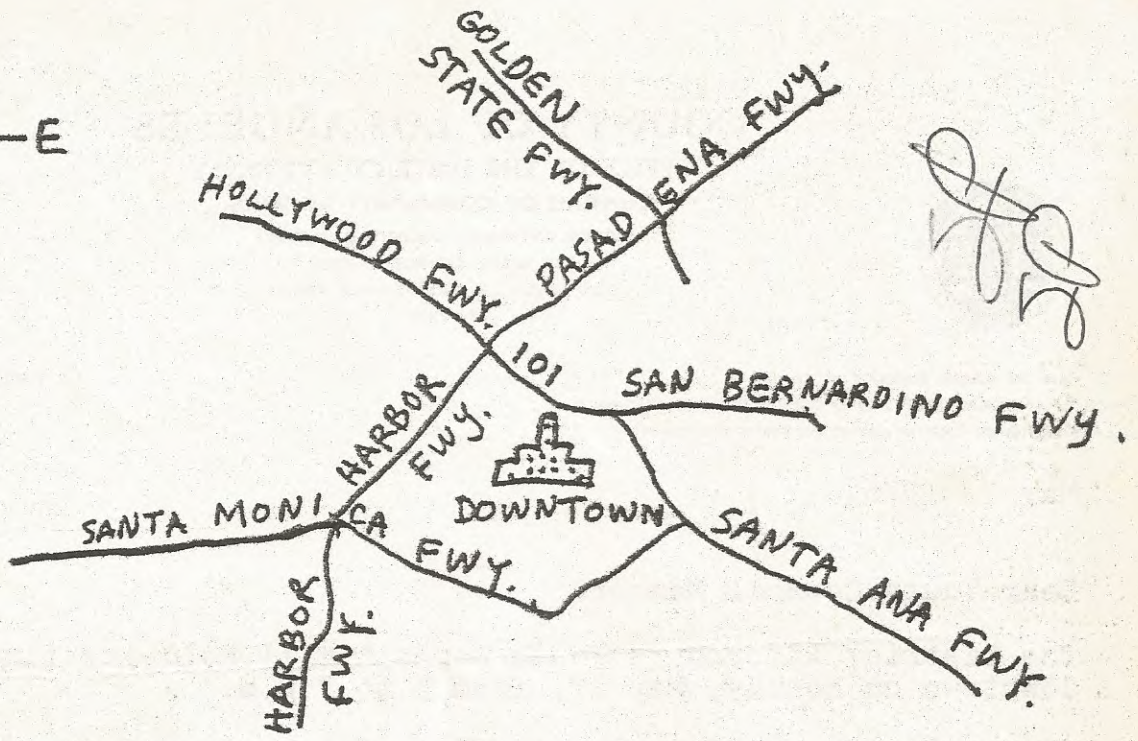 -E
GOLDEN
STATE FWY.
PASADENA FWY.
HOLLYWOOD FWY.
101
SAN BERNARDINO FWY.
HARBOR
FWY.
DOWNTOWN
SANTA MONICA FWY.
SANTA ANA FWY.
HARBOR
FWY.